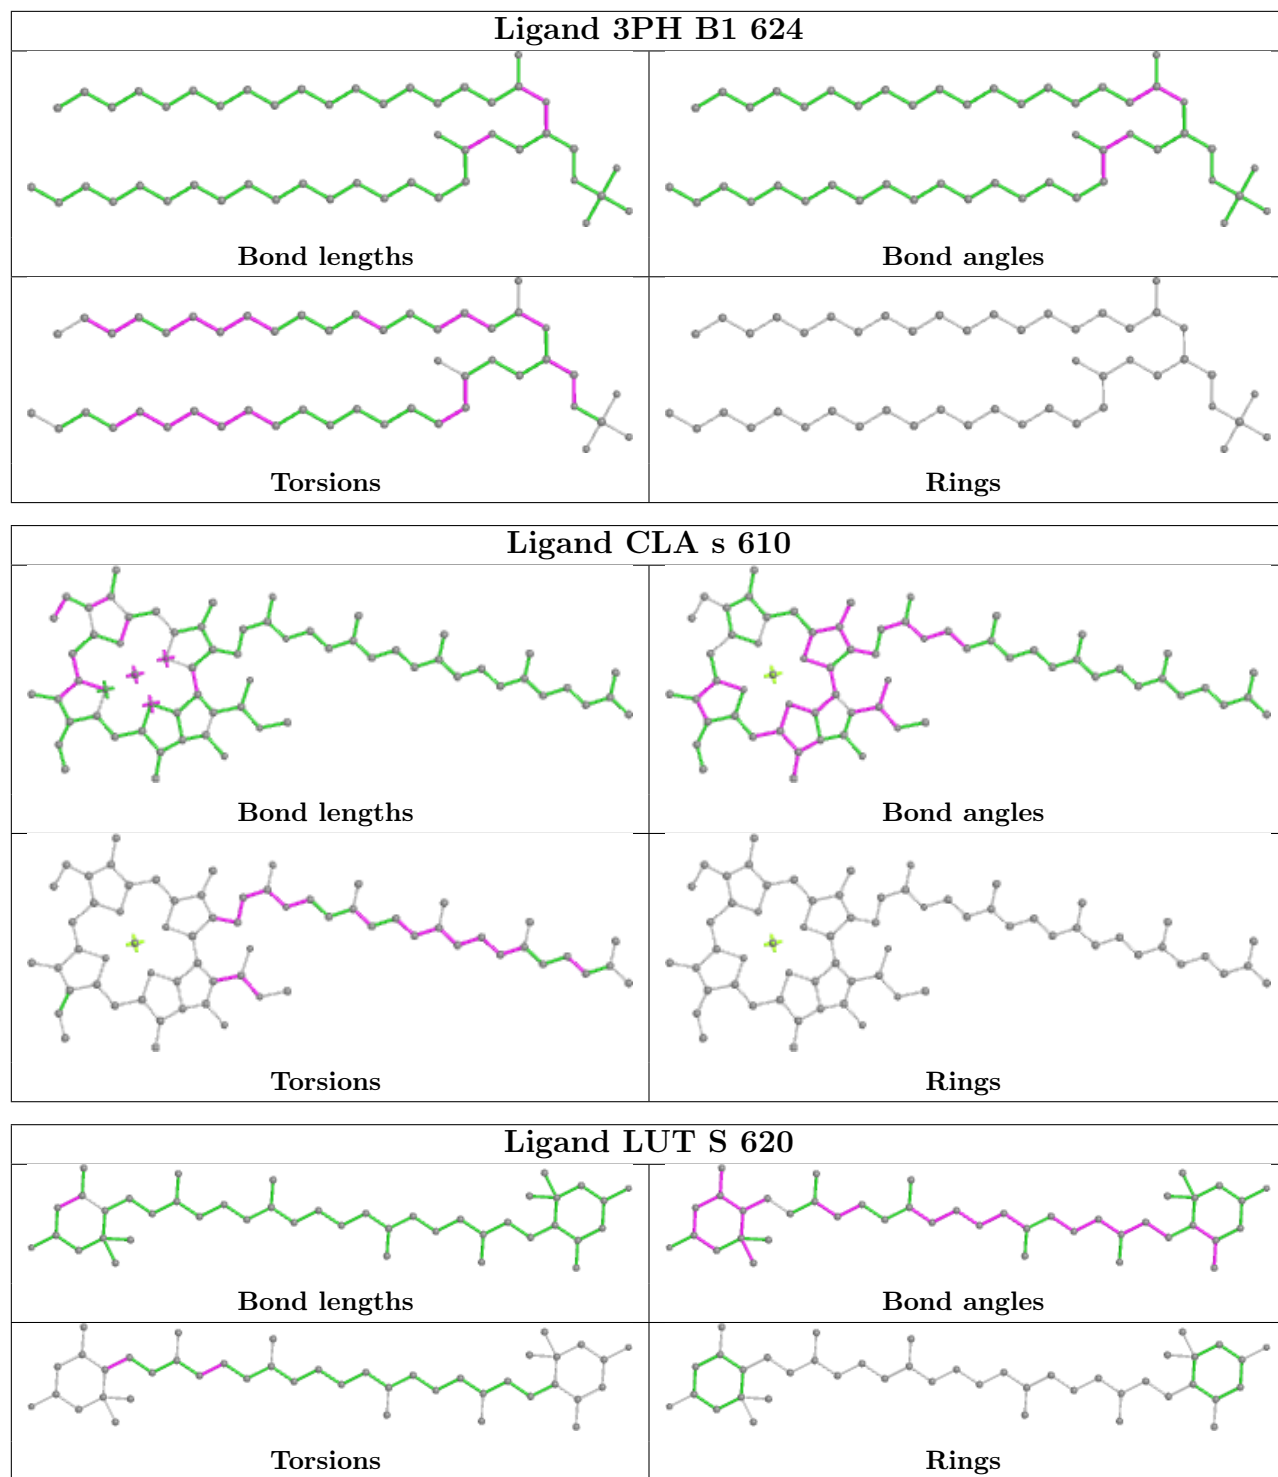 Ligand 3PH B1 624
Bond lengths
Bond angles
Torsions
Rings
Ligand CLA s 610
Bond lengths
Bond angles
Torsions
Rings
Ligand LUT S 620
Bond lengths
Bond angles
Torsions
Rings